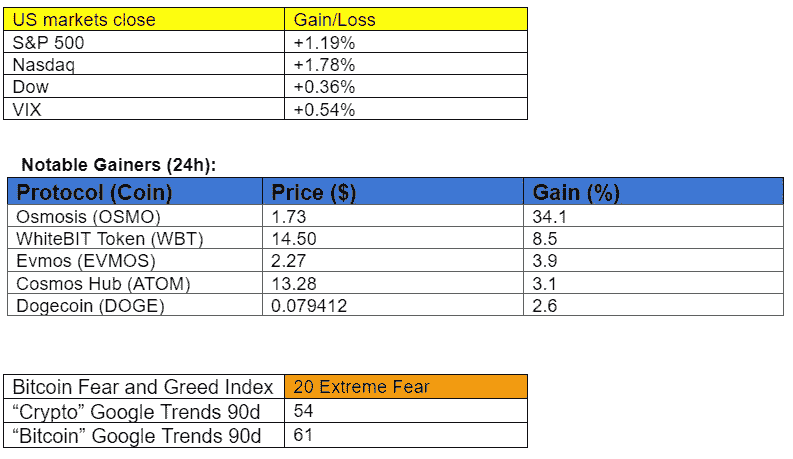 US markets close Gain/Loss
S&P 500 +1.19%
Nasdaq +1.78%
Dow +0.36%
VIX +0.54%
Notable Gainers (24h):
Protocol (Coin) Price ($) Gain (%)
Osmosis (OSMO) 1.73 34.1
WhiteBIT Token (WBT) 14.50 8.5
Evmos (EVMOS) 2.27 3.9
Cosmos Hub (ATOM) 13.28 3.1
Dogecoin (DOGE) 0.079412 2.6
Bitcoin Fear and Greed Index 20 Extreme Fear
“Crypto” Google Trends 90d 54
“Bitcoin” Google Trends 90d 61